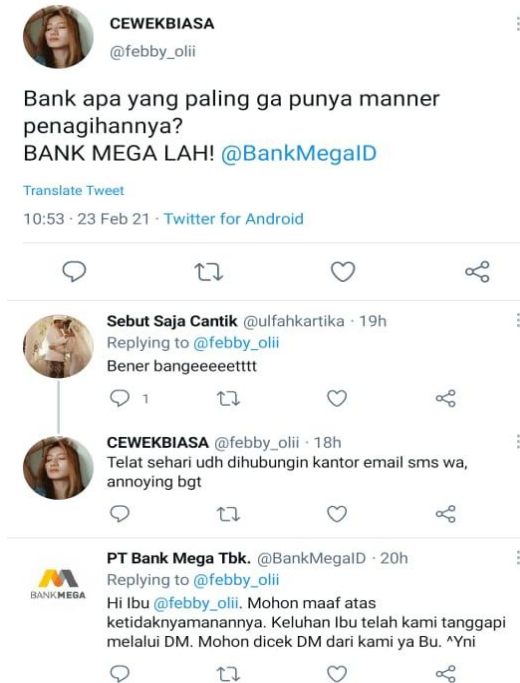 CEWEKBIASA
@febby_olii
Bank apa yang paling ga punya manner
penagihannya?
BANK MEGA LAH! @BankMegaID
Translate Tweet
10:53 · 23 Feb 21 · Twitter for Android
Sebut Saja Cantik @ulfahkartika · 19h
Replying to @febby_olii
Bener bangeeeeetttt
1
CEWEKBIASA @febby_olii · 18h
Telat sehari udh dihubungin kantor email sms wa,
annoying bgt
PT Bank Mega Tbk. @BankMegaID · 20h
Replying to @febby_olii
BANKMEGA
Hi Ibu @febby_olii. Mohon maaf atas
ketidaknyamanannya. Keluhan Ibu telah kami tanggapi
melalui DM. Mohon dicek DM dari kami ya Bu. ^Yni